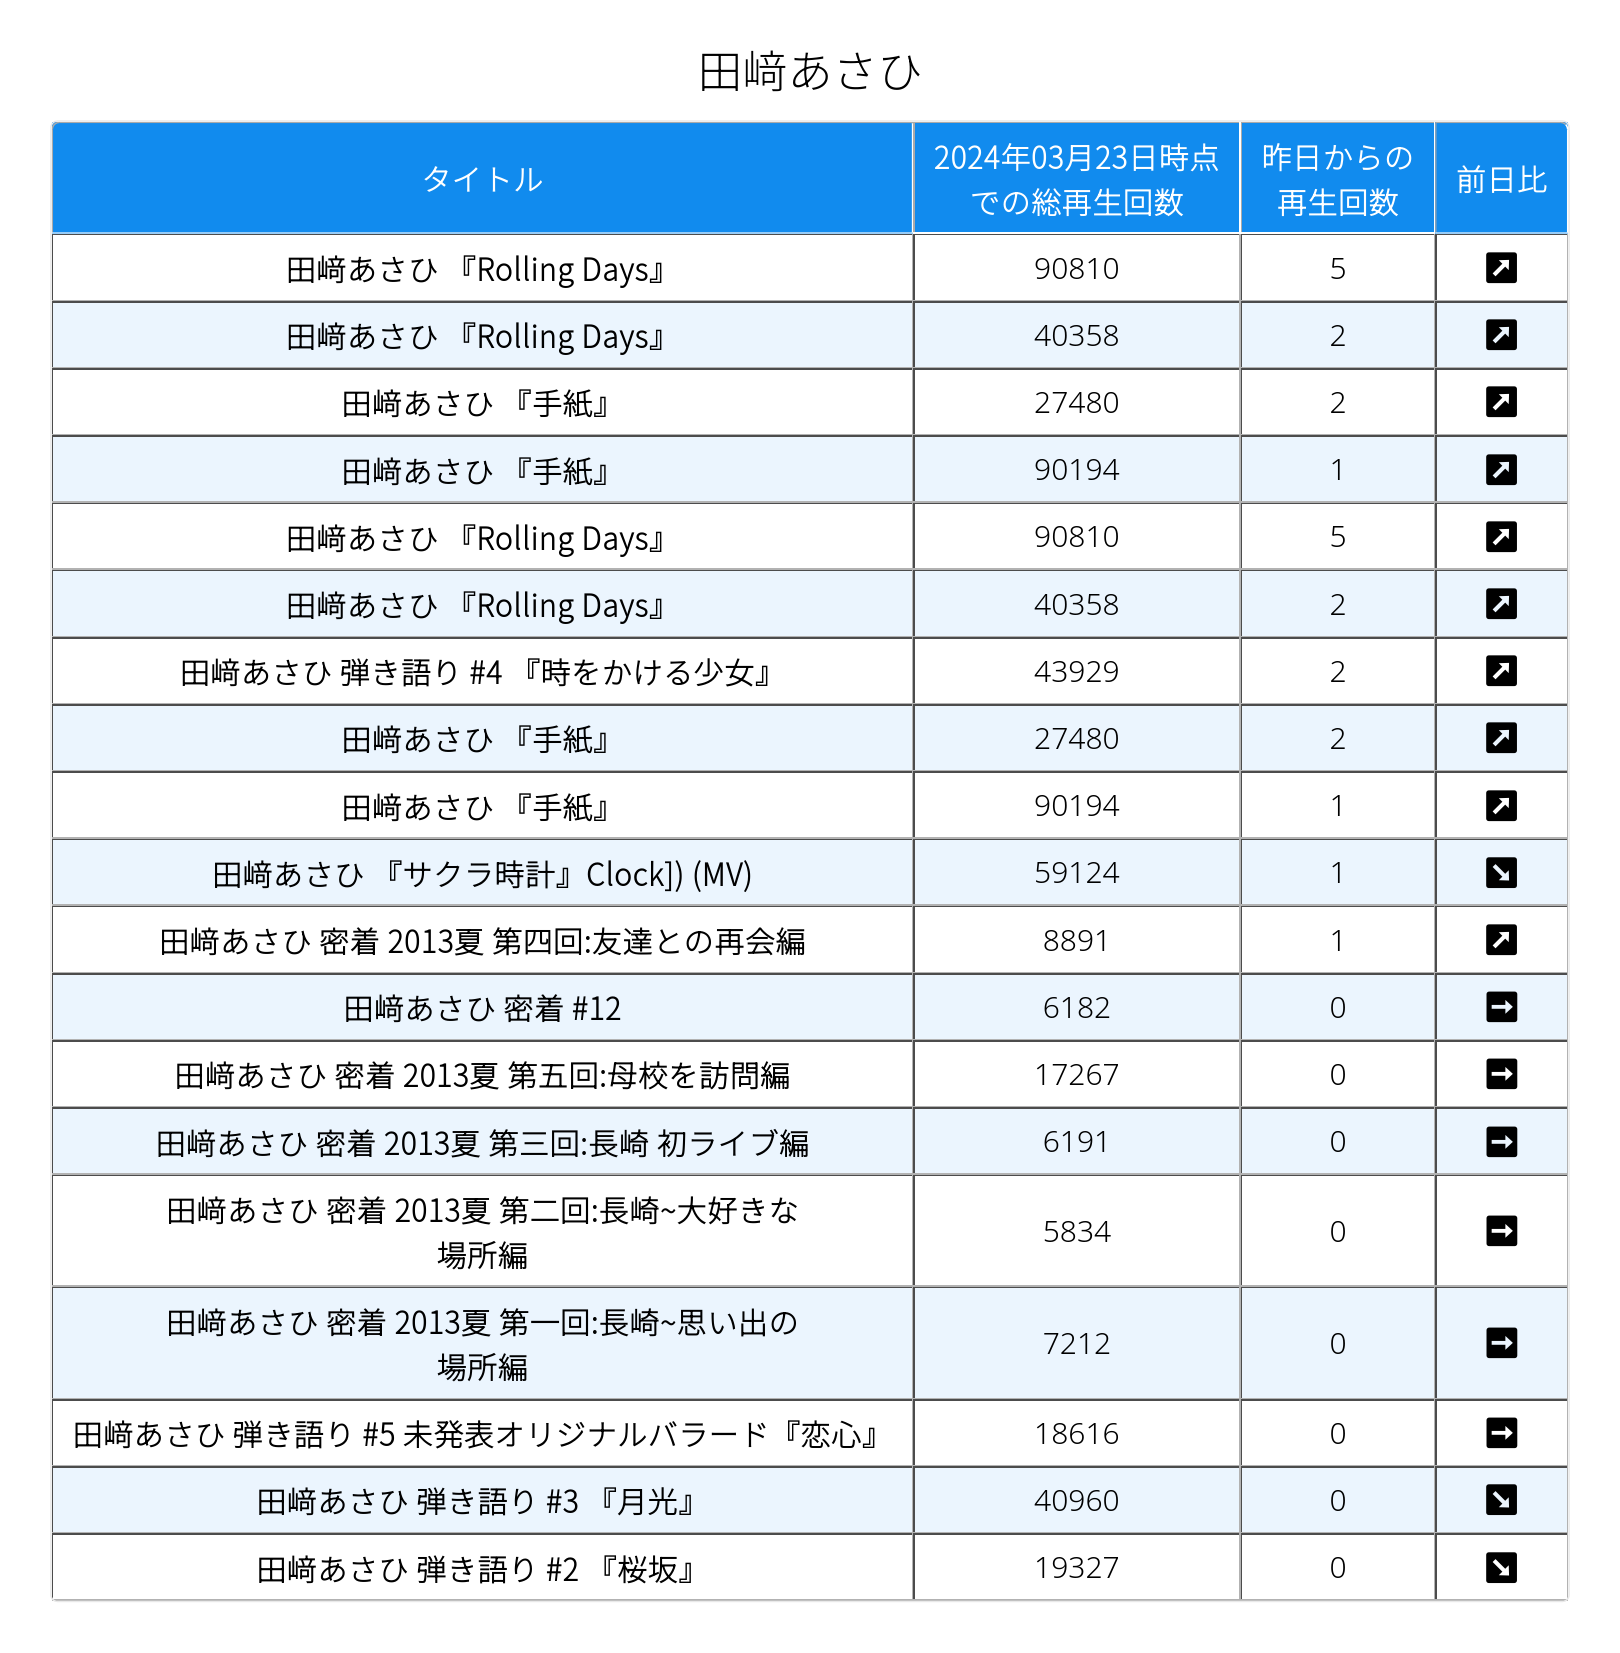 田﨑あさひ
タイトル 2024年03月23日時点での総再生回数 昨日からの再生回数 前日比
田﨑あさひ 『Rolling Days』 90810 5 ↗
田﨑あさひ 『Rolling Days』 40358 2 ↗
田﨑あさひ 『手紙』 27480 2 ↗
田﨑あさひ 『手紙』 90194 1 ↗
田﨑あさひ 『Rolling Days』 90810 5 ↗
田﨑あさひ 『Rolling Days』 40358 2 ↗
田﨑あさひ 弾き語り #4 『時をかける少女』 43929 2 ↗
田﨑あさひ 『手紙』 27480 2 ↗
田﨑あさひ 『手紙』 90194 1 ↗
田﨑あさひ 『サクラ時計』Clock]) (MV) 59124 1 ↘
田﨑あさひ 密着 2013夏 第四回:友達との再会編 8891 1 ↗
田﨑あさひ 密着 #12 6182 0 →
田﨑あさひ 密着 2013夏 第五回:母校を訪問編 17267 0 →
田﨑あさひ 密着 2013夏 第三回:長崎 初ライブ編 6191 0 →
田﨑あさひ 密着 2013夏 第二回:長崎~大好きな
場所編 5834 0 →
田﨑あさひ 密着 2013夏 第一回:長崎~思い出の
場所編 7212 0 →
田﨑あさひ 弾き語り #5 未発表オリジナルバラード『恋心』 18616 0 →
田﨑あさひ 弾き語り #3 『月光』 40960 0 ↘
田﨑あさひ 弾き語り #2 『桜坂』 19327 0 ↘